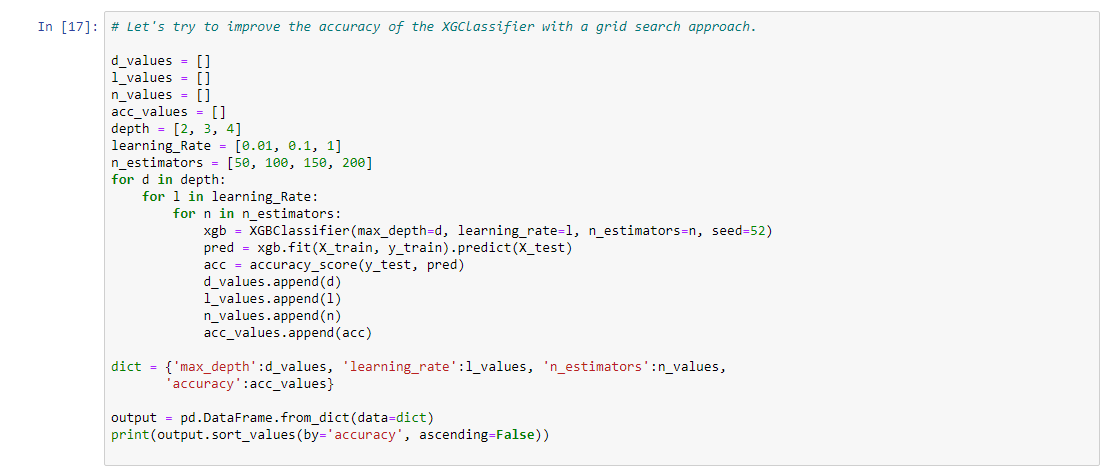 In [17]: # Let's try to improve the accuracy of the XGClassifier with a grid search approach.

d_values = []
l_values = []
n_values = []
acc_values = []
depth = [2, 3, 4]
learning_Rate = [0.01, 0.1, 1]
n_estimators = [50, 100, 150, 200]
for d in depth:
    for l in learning_Rate:
        for n in n_estimators:
            xgb = XGBClassifier(max_depth=d, learning_rate=l, n_estimators=n, seed=52)
            pred = xgb.fit(X_train, y_train).predict(X_test)
            acc = accuracy_score(y_test, pred)
            d_values.append(d)
            l_values.append(l)
            n_values.append(n)
            acc_values.append(acc)

dict = {'max_depth':d_values, 'learning_rate':l_values, 'n_estimators':n_values,
       'accuracy':acc_values}

output = pd.DataFrame.from_dict(data=dict)
print(output.sort_values(by='accuracy', ascending=False))